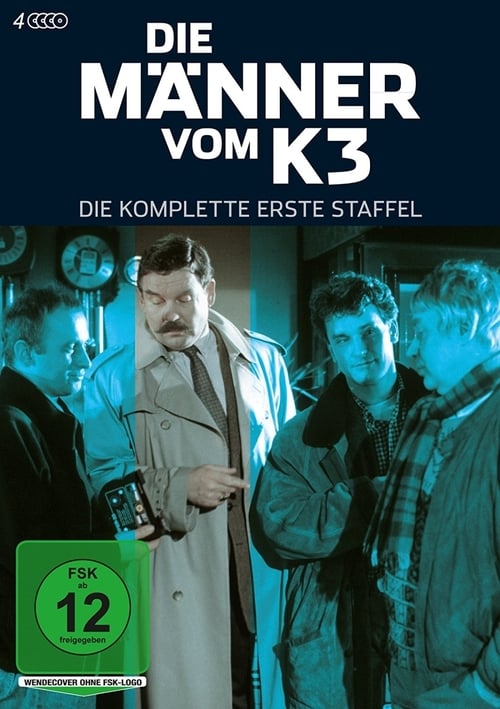 4
DIE
MÄNNER
VOM K3
DIE KOMPLETTE ERSTE STAFFEL
FSK
ab
12
freigegeben
WENDECOVER OHNE FSK-LOGO